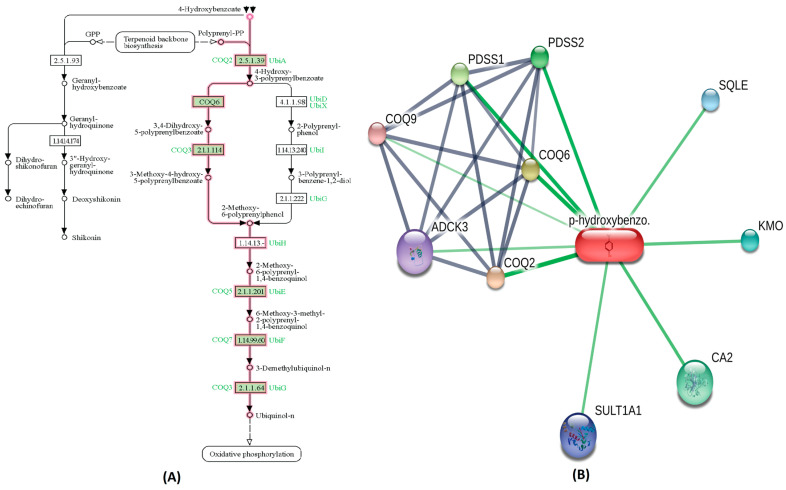 4-Hydroxybenzoate
GPP
Terpenoid backbone
biosynthesis
Polyprenyl-PP
2.5.1.93
COQ2
2.5.1.39
UbiA
4-Hydroxy-
3-polyprenylbenzoate
Geranyl-
hydroxybenzoate
COQ6
4.1.1.98
UbiD
UbiX
Geranyl-
hydroquinone
3,4-Dihydroxy-
5-polyprenylbenzoate
2-Polyprenyl-
phenol
1.14.14.174
COQ3
2.1.1.114
1.14.13.240
UbiI
Dihydro-
shikonofuran
3"-Hydroxy-
geranyl-
hydroquinone
3-Methoxy-4-hydroxy-
5-polyprenylbenzoate
3-Polyprenyl-
benzene-1,2-diol
Dihydro-
echinofuran
Deoxyshikonin
2.1.1.222
UbiG
2-Methoxy-
6-polyprenylphenol
Shikonin
1.14.13.-
UbiH
2-Methoxy-
6-polyprenyl-
1,4-benzoquinol
COQ5
2.1.1.201
UbiE
6-Methoxy-3-methyl-
2-polyprenyl-
1,4-benzoquinol
COQ7
1.14.99.60
UbiF
3-Demethylubiquinol-n
COQ3
2.1.1.64
UbiG
Ubiquinol-n
Oxidative phosphorylation
(A)
PDSS2
PDSS1
SQLE
COQ9
COQ6
p-hydroxybenzo.
ADCK3
KMO
COQ2
CA2
SULT1A1
(B)